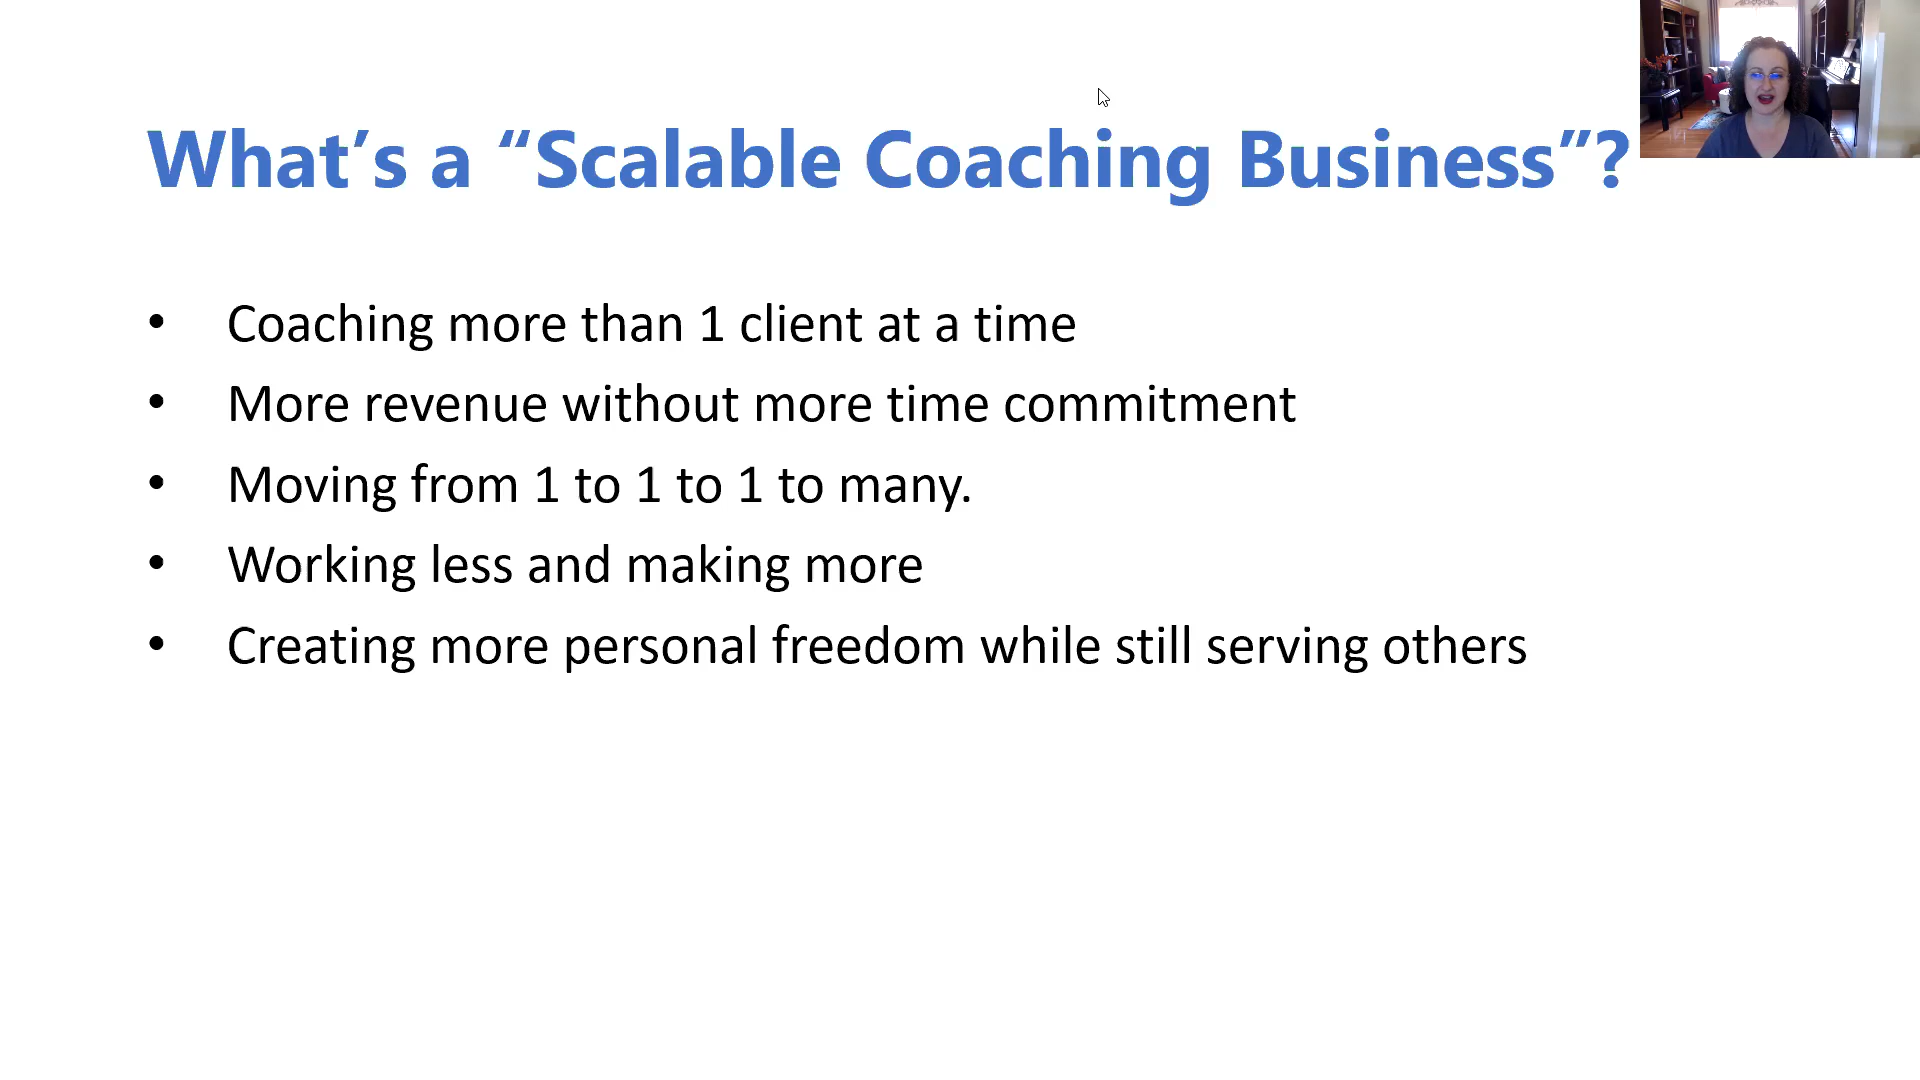 What’s a “Scalable Coaching Business”?
• Coaching more than 1 client at a time
• More revenue without more time commitment
• Moving from 1 to 1 to 1 to many.
• Working less and making more
• Creating more personal freedom while still serving others